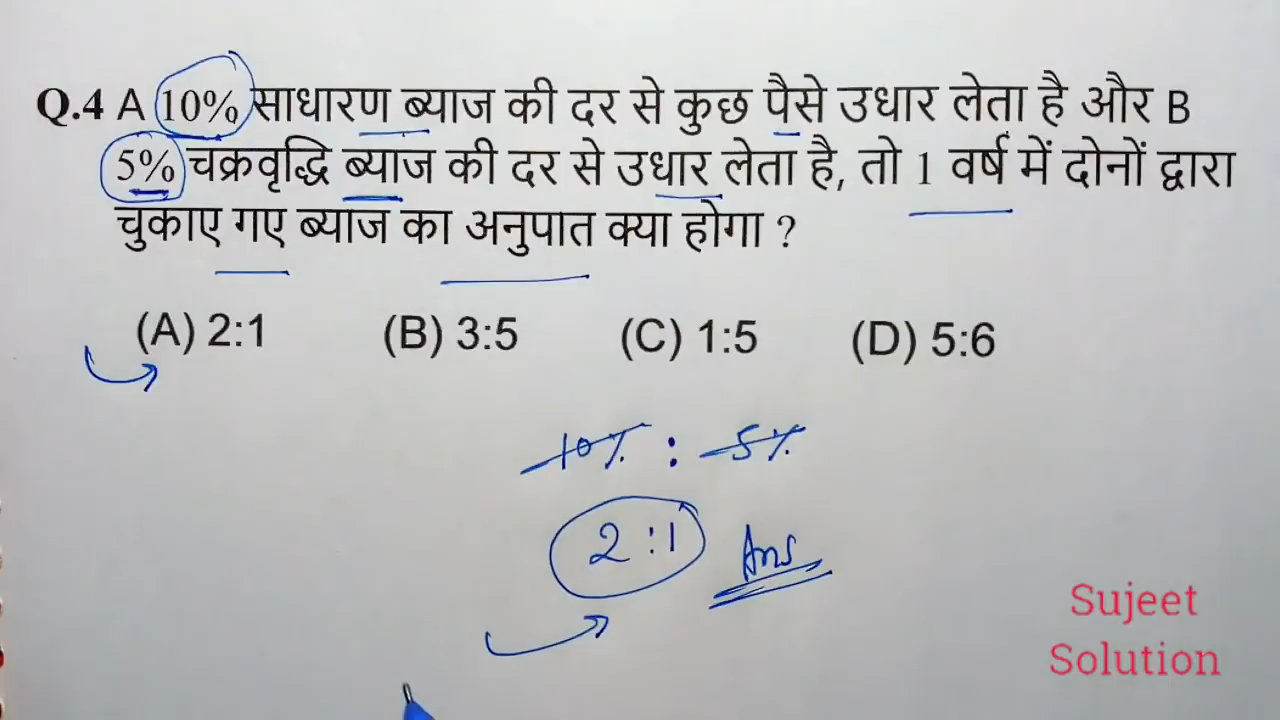 Q.4 A 10% साधारण ब्याज की दर से कुछ पैसे उधार लेता है और B
5% चक्रवृद्धि ब्याज की दर से उधार लेता है, तो 1 वर्ष में दोनों द्वारा
चुकाए गए ब्याज का अनुपात क्या होगा ?
(A) 2:1 (B) 3:5 (C) 1:5 (D) 5:6
10% : 5%
2:1 Ans
Sujeet
Solution